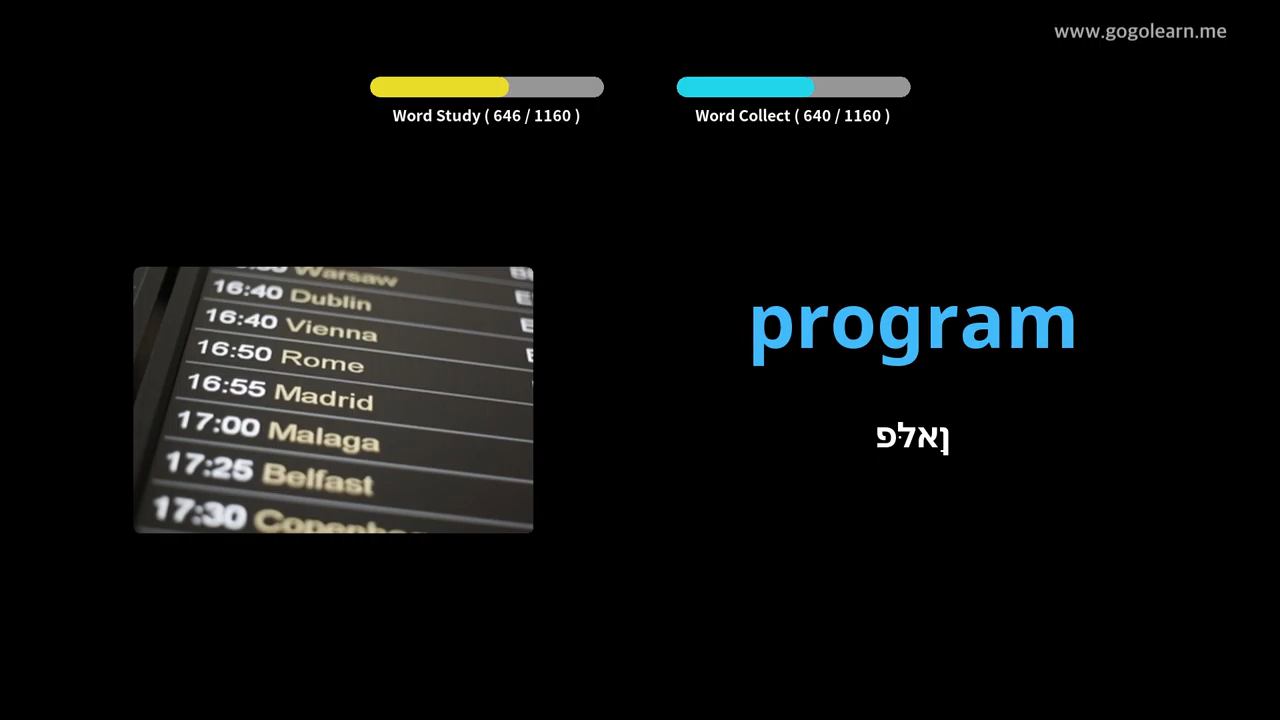 www.gogolearn.me
Word Study ( 646 / 1160 )
Word Collect ( 640 / 1160 )
Warsaw
16:40 Dublin
16:40 Vienna
16:50 Rome
16:55 Madrid
17:00 Malaga
17:25 Belfast
17:30
program
ןָאלּפ